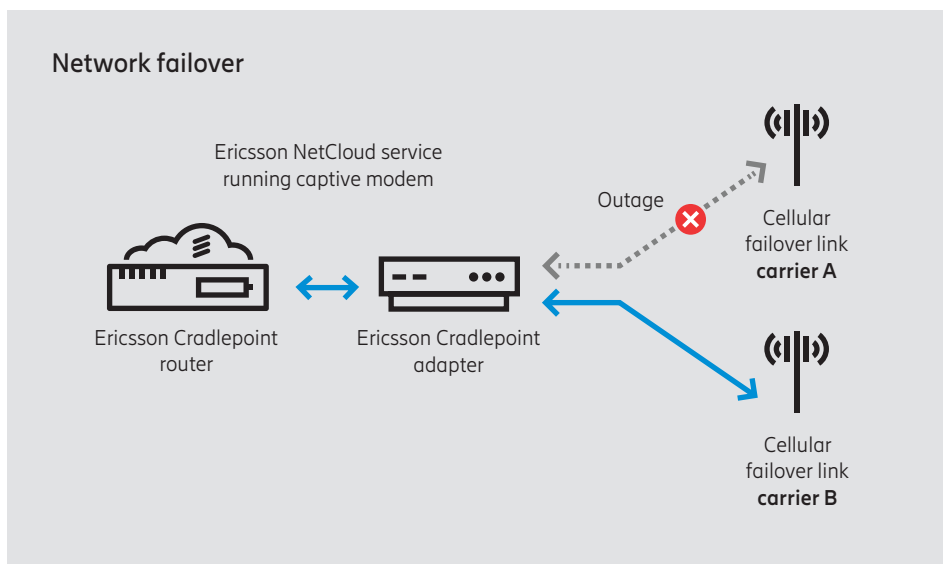 Network failover
Ericsson NetCloud service
running captive modem
Outage
Cellular
failover link
carrier A
Ericsson Cradlepoint
router
Ericsson Cradlepoint
adapter
Cellular
failover link
carrier B